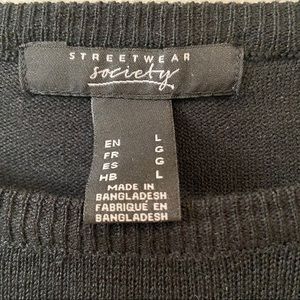 STREETWEAR
society
EN L
FR G
ES G
HB L
MADE IN
BANGLADESH
FABRIQUÉ EN
BANGLADESH